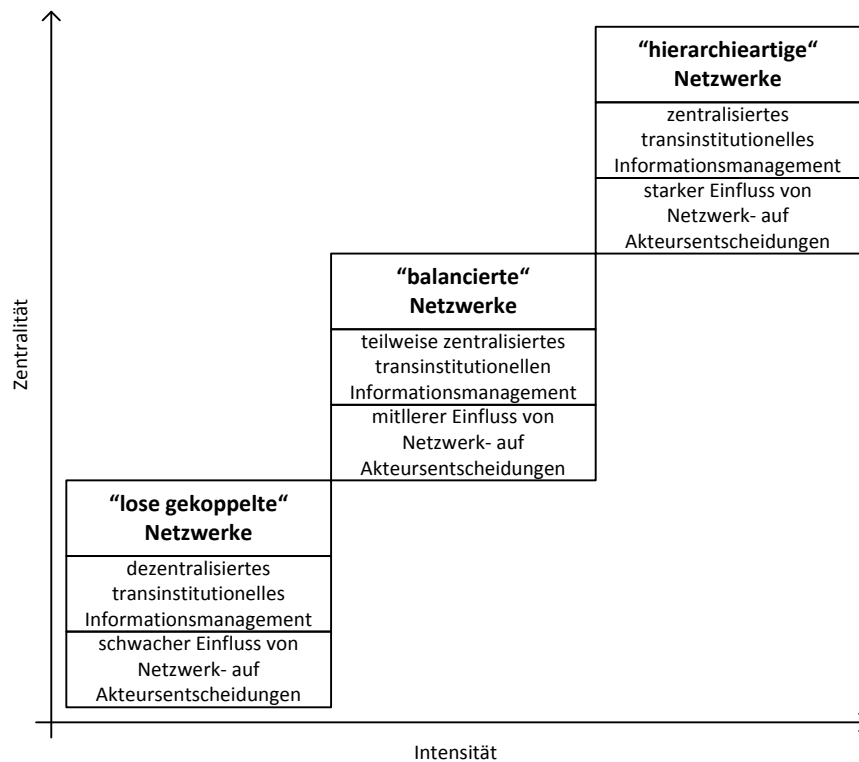 “hierarchieartige“
Netzwerke
zentralisiertes
transinstitutionelles
Informationsmanagement
starker Einfluss von
Netzwerk- auf
Akteursentscheidungen
“balancierte“
Netzwerke
teilweise zentralisiertes
transinstitutionellen
Informationsmanagement
mitllerer Einfluss von
Netzwerk- auf
Akteursentscheidungen
Zentralität
“lose gekoppelte“
Netzwerke
dezentralisiertes
transinstitutionelles
Informationsmanagement
schwacher Einfluss von
Netzwerk- auf
Akteursentscheidungen
Intensität